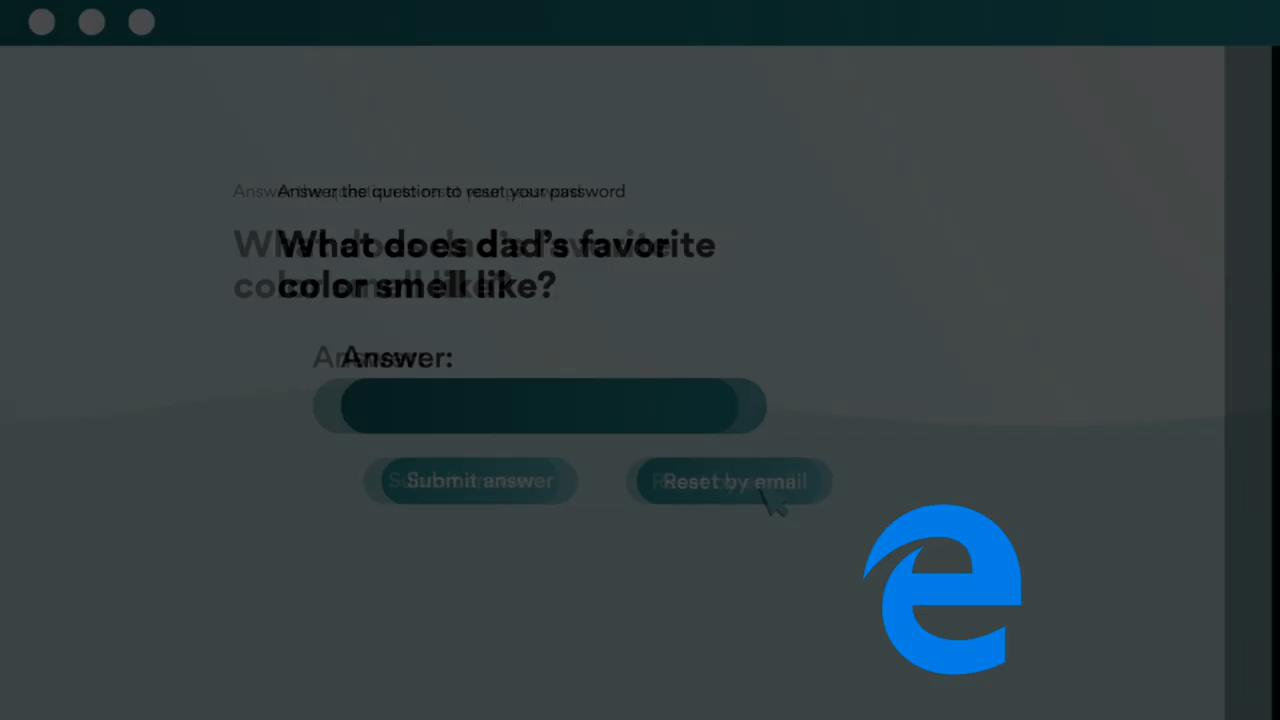 Answer the question to reset your password
What does dad's favorite
color smell like?
Answer:
Submit answer
Reset by email